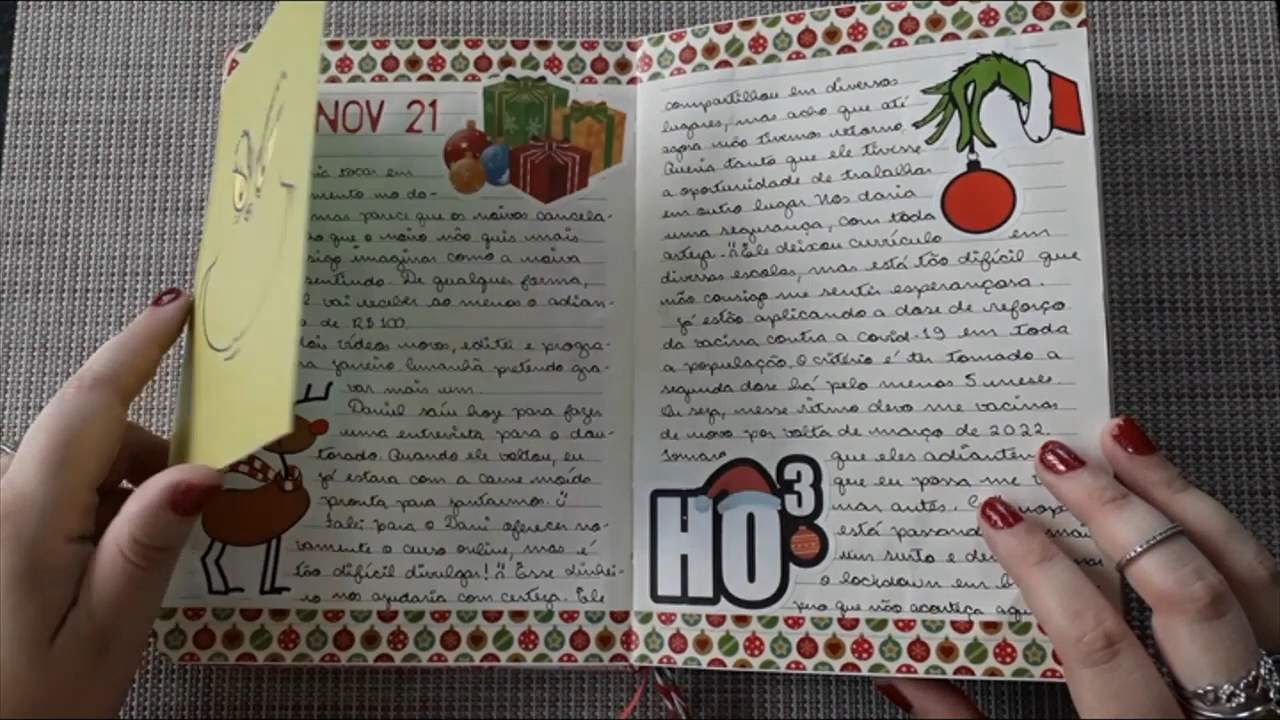 NOV 21
tocar em
mento no do-
mas parece que os noivos cancela-
que o noivo não quis mais.
sigo imaginar como a noiva
sentindo. De qualquer forma,
vai receber ao menos o adian-
de R$ 100.
vídeos novos, editei e progra-
janeiro. Amanhã pretendo gra-
var mais um.
Daniel saiu hoje para fazer
uma entrevista para o dou-
torado. Quando ele voltou, eu
já estava com a carne moída
pronta para jantarmos. Ü
Falei para o Dani oferecer no-
vamente o curso online, mas é
tão difícil divulgar! Esse dinhei-
ro nos ajudaria com certeza. Ele
compartilhou em diversos
lugares, mas acho que até
agora não tivemos retorno.
Queria tanto que ele tivesse
a oportunidade de trabalhar
em outro lugar. Nos daria
uma segurança, com toda
certeza. Ele deixou currículo em
diversas escolas, mas está tão difícil que
não consigo me sentir esperançosa.
Já estão aplicando a dose de reforço
da vacina contra a covid-19 em toda
a população. O critério é ter tomado a
segunda dose há pelo menos 5 meses.
Ou seja, nesse ritmo devo me vacinar
de novo por volta de março de 2022.
Tomara que eles adiantem
que eu possa me
nar antes.
está passando mais
um surto e
o lockdown em
pero que não aconteça aqui
HO³